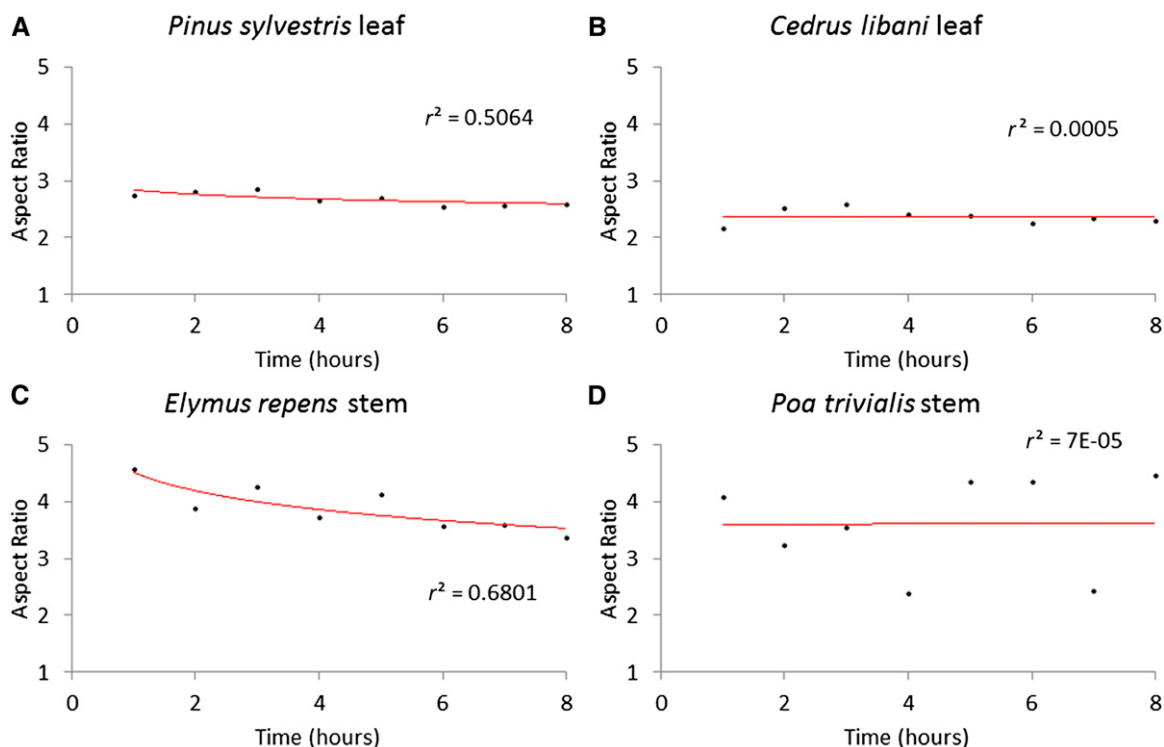 A
Pinus sylvestris leaf
5
4
3
2
1
Aspect Ratio
r² = 0.5064
0 2 4 6 8
Time (hours)
B
Cedrus libani leaf
5
4
3
2
1
Aspect Ratio
r² = 0.0005
0 2 4 6 8
Time (hours)
C
Elymus repens stem
5
4
3
2
1
Aspect Ratio
r² = 0.6801
0 2 4 6 8
Time (hours)
D
Poa trivialis stem
r² = 7E-05
5
4
3
2
1
Aspect Ratio
0 2 4 6 8
Time (hours)